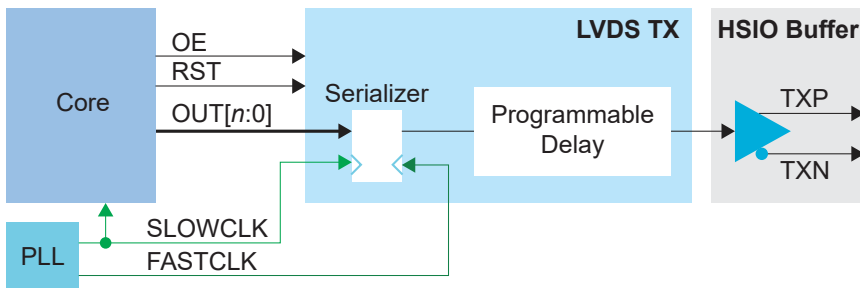 LVDS TX
HSIO Buffer
OE
RST
Core
OUT[n:0]
Serializer
Programmable
Delay
TXP
TXN
SLOWCLK
PLL
FASTCLK